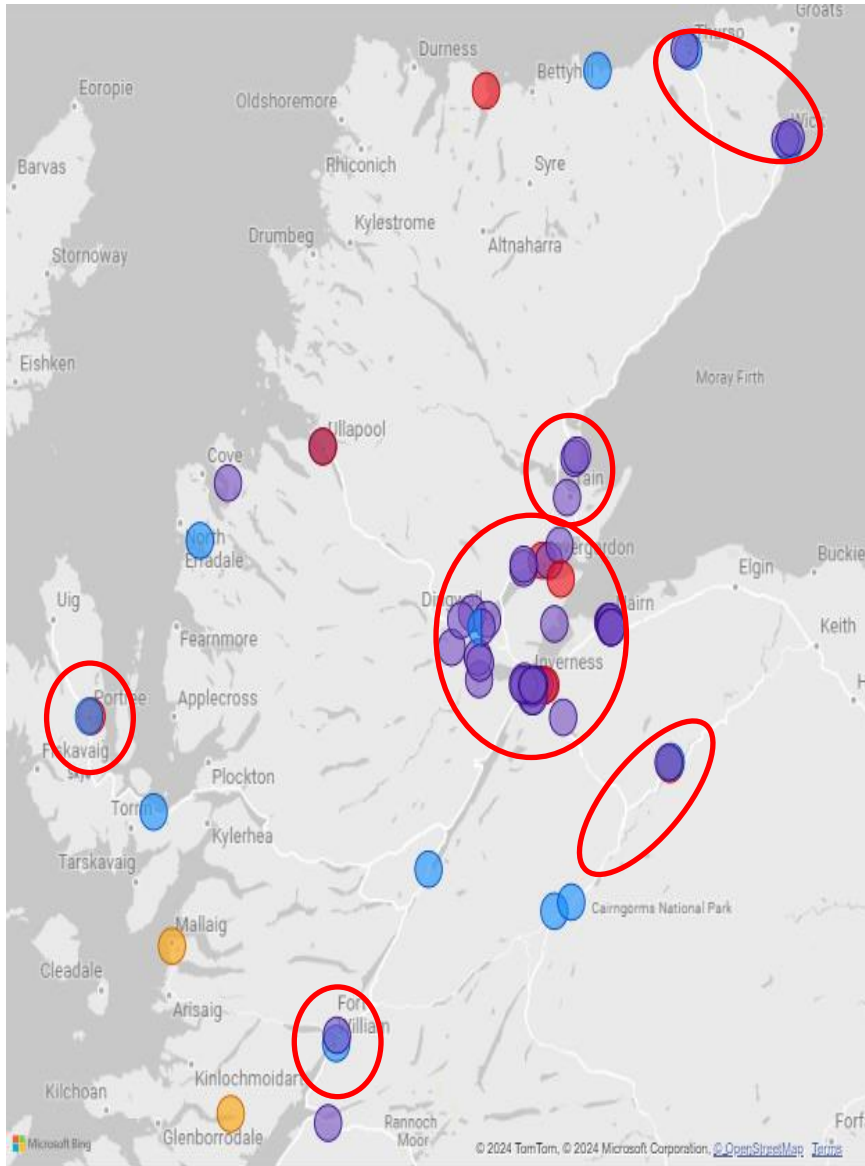 Groats
Thurso
Durness
Bettyhill
Eoropie
Oldshoremore
Wick
Rhiconich
Syre
Barvas
Kylestrome
Drumbeg
Altnaharra
Stornoway
Eishken
Moray Firth
Ullapool
Cove
Tain
North
Erradale
Invergordon
Buckie
Elgin
Dingwall
Nairn
Uig
Fearnmore
Keith
Inverness
H
Portree
Applecross
Fiskavaig
Plockton
Torrin
Kylerhea
Tarskavaig
Cairngorms National Park
Mallaig
Cleadale
Arisaig
Fort
William
Kinlochmoidart
Kilchoan
Glenborrodale
Rannoch
Moor
Forfa
Microsoft Bing
© 2024 TomTom, © 2024 Microsoft Corporation, © OpenStreetMap Terms